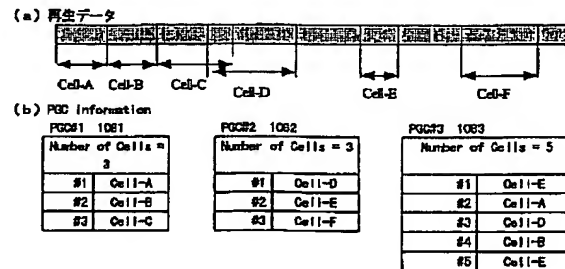 (a) 再生データ
Cell-A Cell-B Cell-C Cell-D Cell-E Cell-F
(b) PGC information
PGC#1 1081 PGC#2 1082 PGC#3 1083
Number of Cells = 3 Number of Cells = 3 Number of Cells = 5
#1 Cell-A #1 Cell-D #1 Cell-E
#2 Cell-B #2 Cell-E #2 Cell-A
#3 Cell-C #3 Cell-F #3 Cell-D
#4 Cell-B
#5 Cell-E